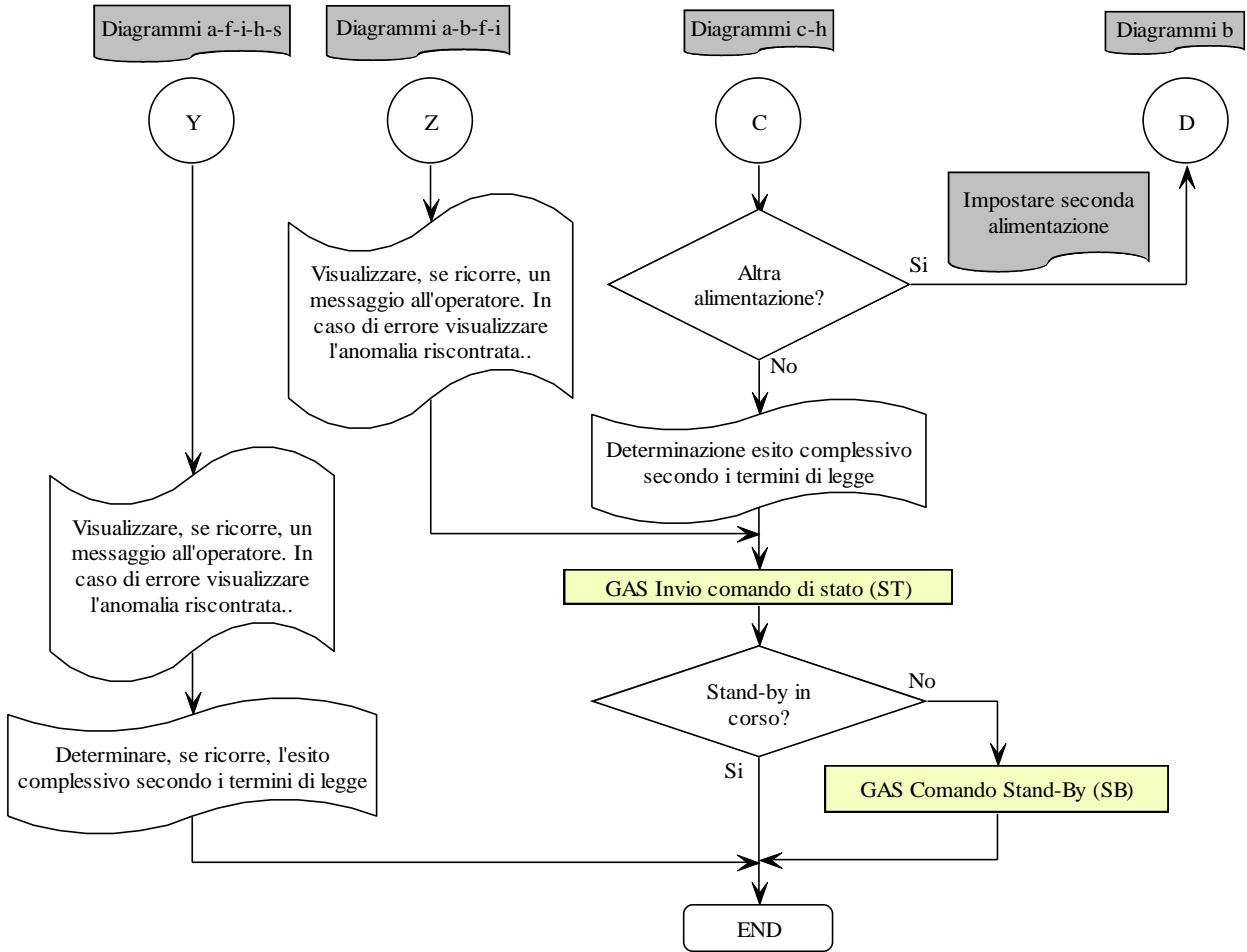 Diagrammi a-f-i-h-s
Diagrammi a-b-f-i
Diagrammi c-h
Diagrammi b
Y
Z
C
D
Impostare seconda
alimentazione
Visualizzare, se ricorre, un
messaggio all'operatore. In
caso di errore visualizzare
l'anomalia riscontrata..
Altra
alimentazione?
Si
No
Determinazione esito complessivo
secondo i termini di legge
Visualizzare, se ricorre, un
messaggio all'operatore. In
caso di errore visualizzare
l'anomalia riscontrata..
GAS Invio comando di stato (ST)
Stand-by in
corso?
No
Si
Determinare, se ricorre, l'esito
complessivo secondo i termini di legge
GAS Comando Stand-By (SB)
END